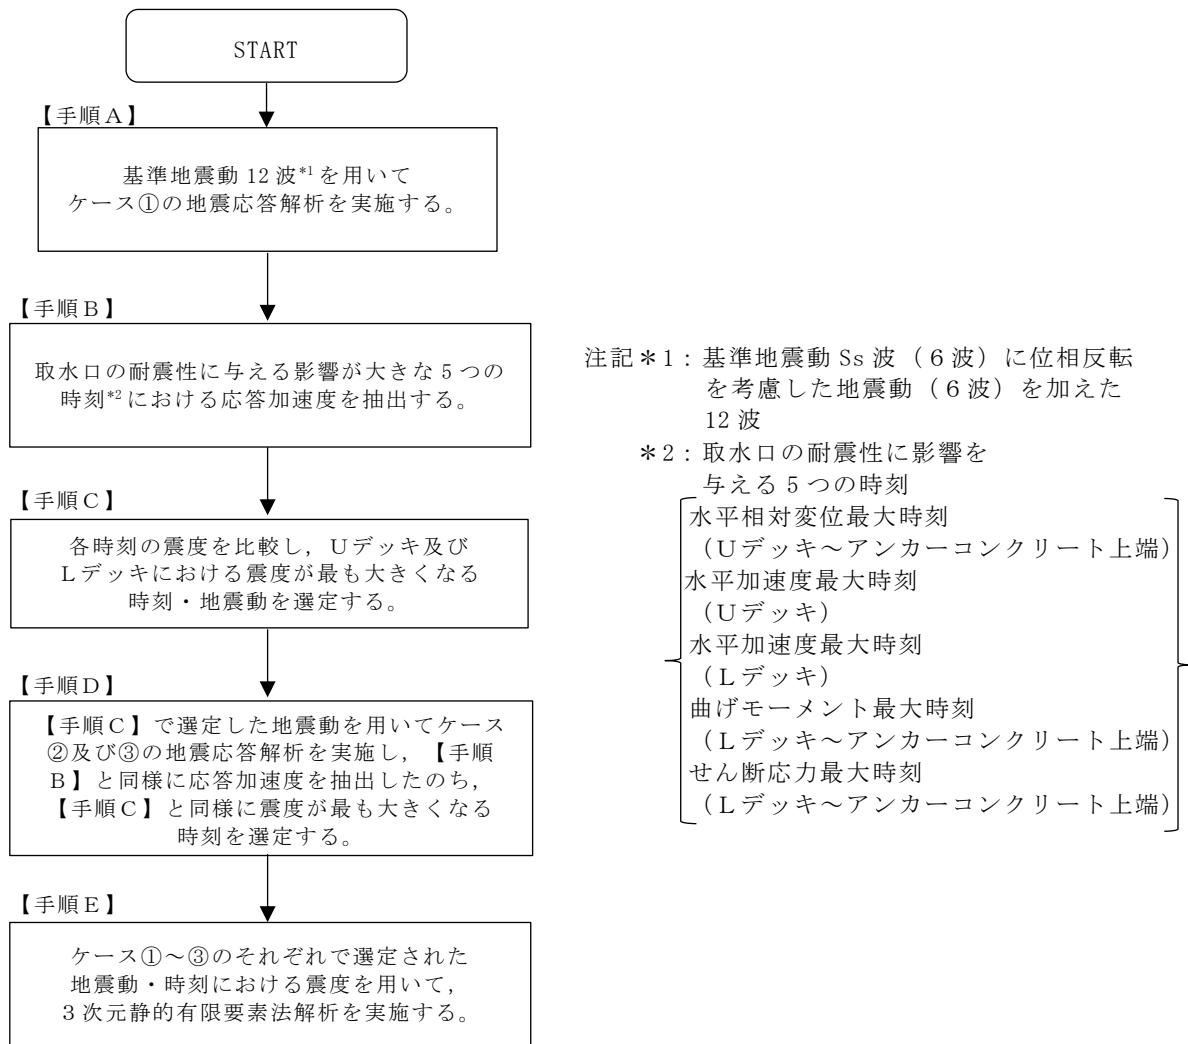 START
【手順A】
基準地震動 12 波*1 を用いて
ケース①の地震応答解析を実施する。
【手順B】
取水口の耐震性に与える影響が大きな 5 つの
時刻*2 における応答加速度を抽出する。
【手順C】
各時刻の震度を比較し，Uデッキ及び
Lデッキにおける震度が最も大きくなる
時刻・地震動を選定する。
【手順D】
【手順C】で選定した地震動を用いてケース
②及び③の地震応答解析を実施し，【手順
B】と同様に応答加速度を抽出したのち，
【手順C】と同様に震度が最も大きくなる
時刻を選定する。
【手順E】
ケース①～③のそれぞれで選定された
地震動・時刻における震度を用いて，
３次元静的有限要素法解析を実施する。
注記＊1：基準地震動 Ss 波（６波）に位相反転
を考慮した地震動（６波）を加えた
12 波
＊2：取水口の耐震性に影響を
与える 5 つの時刻
水平相対変位最大時刻
（Uデッキ～アンカーコンクリート上端）
水平加速度最大時刻
（Uデッキ）
水平加速度最大時刻
（Lデッキ）
曲げモーメント最大時刻
（Lデッキ～アンカーコンクリート上端）
せん断応力最大時刻
（Lデッキ～アンカーコンクリート上端）